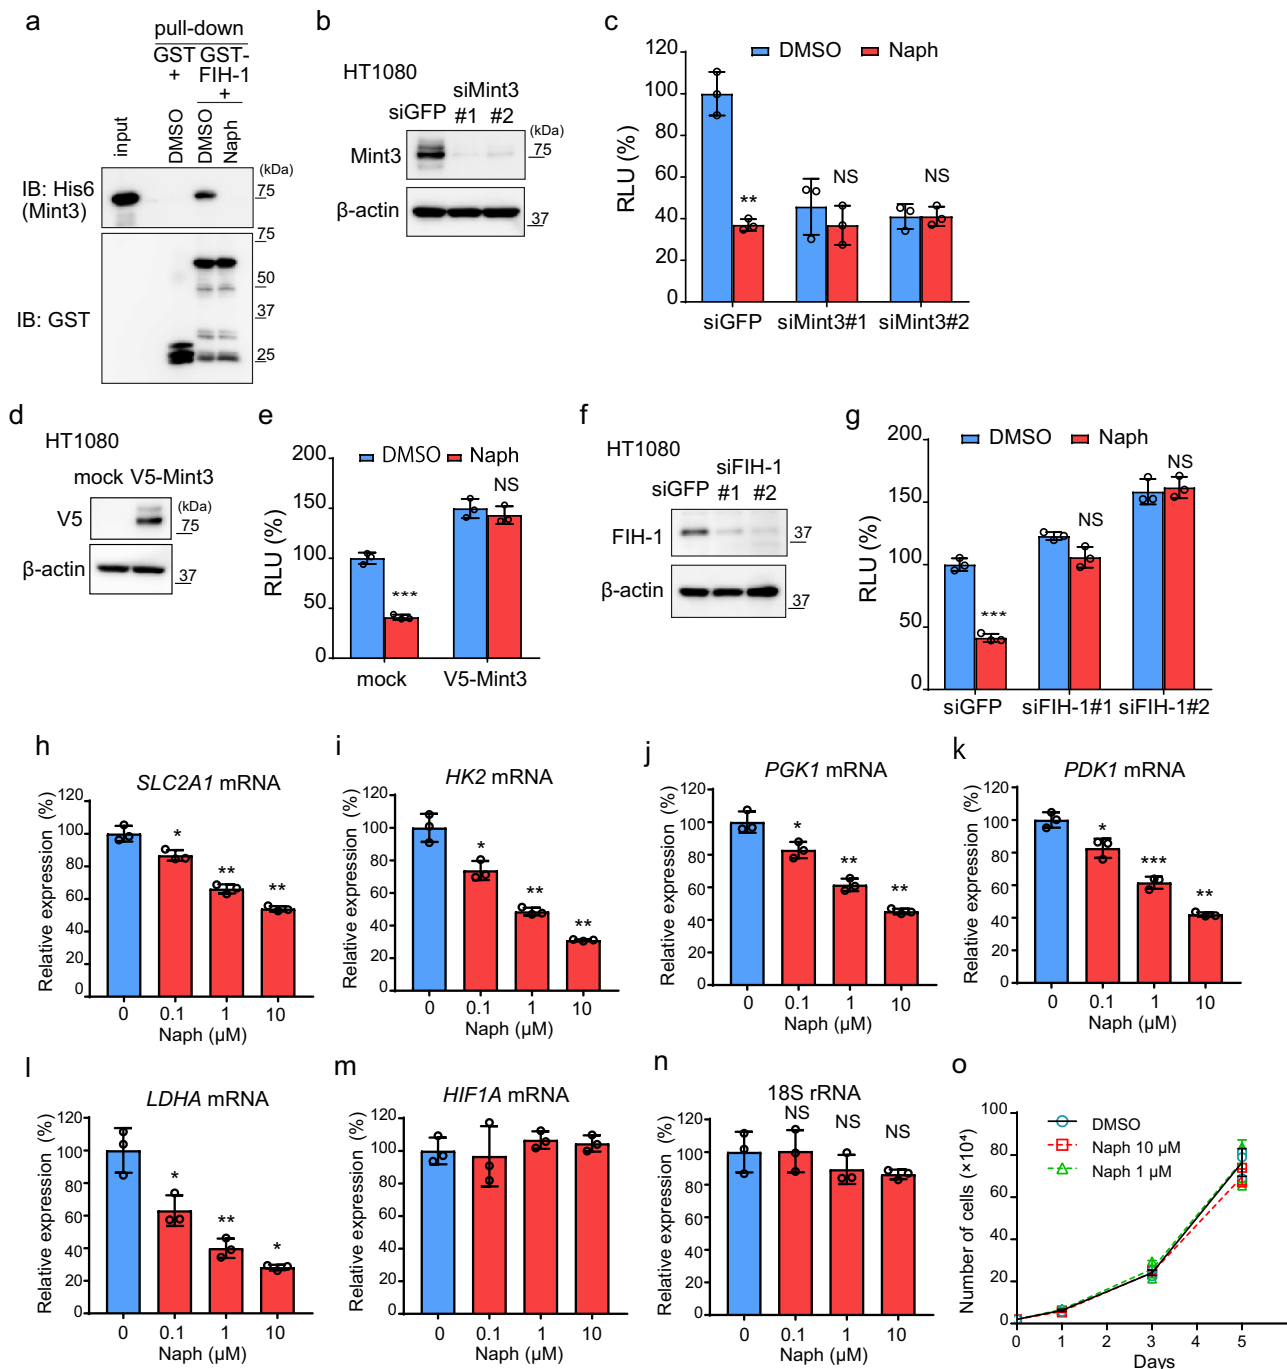 a
pull-down
GST GST-
+ FIH-1
+
input
DMSO
DMSO
Naph
(kDa)
IB: His6
(Mint3)
75
75
50
IB: GST
37
25
b
HT1080
siMint3
siGFP #1 #2
(kDa)
Mint3
75
β-actin
37
c
DMSO Naph
RLU (%)
120
100
80
60
40
20
0
**
NS
NS
siGFP siMint3#1 siMint3#2
d
HT1080
mock V5-Mint3
(kDa)
V5
75
β-actin
37
e
DMSO Naph
RLU (%)
200
150
100
50
0
***
NS
mock V5-Mint3
f
HT1080
siFIH-1
siGFP #1 #2
FIH-1
37
β-actin
37
g
DMSO Naph
RLU (%)
200
150
100
50
0
***
NS
NS
siGFP siFIH-1#1 siFIH-1#2
h
SLC2A1 mRNA
Relative expression (%)
120
100
80
60
40
20
0
*
**
**
0 0.1 1 10
Naph (µM)
i
HK2 mRNA
Relative expression (%)
120
100
80
60
40
20
0
*
**
**
0 0.1 1 10
Naph (µM)
j
PGK1 mRNA
Relative expression (%)
120
100
80
60
40
20
0
*
**
**
0 0.1 1 10
Naph (µM)
k
PDK1 mRNA
Relative expression (%)
120
100
80
60
40
20
0
*
***
**
0 0.1 1 10
Naph (µM)
l
LDHA mRNA
Relative expression (%)
120
100
80
60
40
20
0
*
**
*
0 0.1 1 10
Naph (µM)
m
HIF1A mRNA
Relative expression (%)
120
100
80
60
40
20
0
0 0.1 1 10
Naph (µM)
n
18S rRNA
Relative expression (%)
120
100
80
60
40
20
0
NS
NS
NS
0 0.1 1 10
Naph (µM)
o
DMSO
Naph 10 µM
Naph 1 µM
Number of cells (×10⁴)
100
80
60
40
20
0
0 1 2 3 4 5
Days